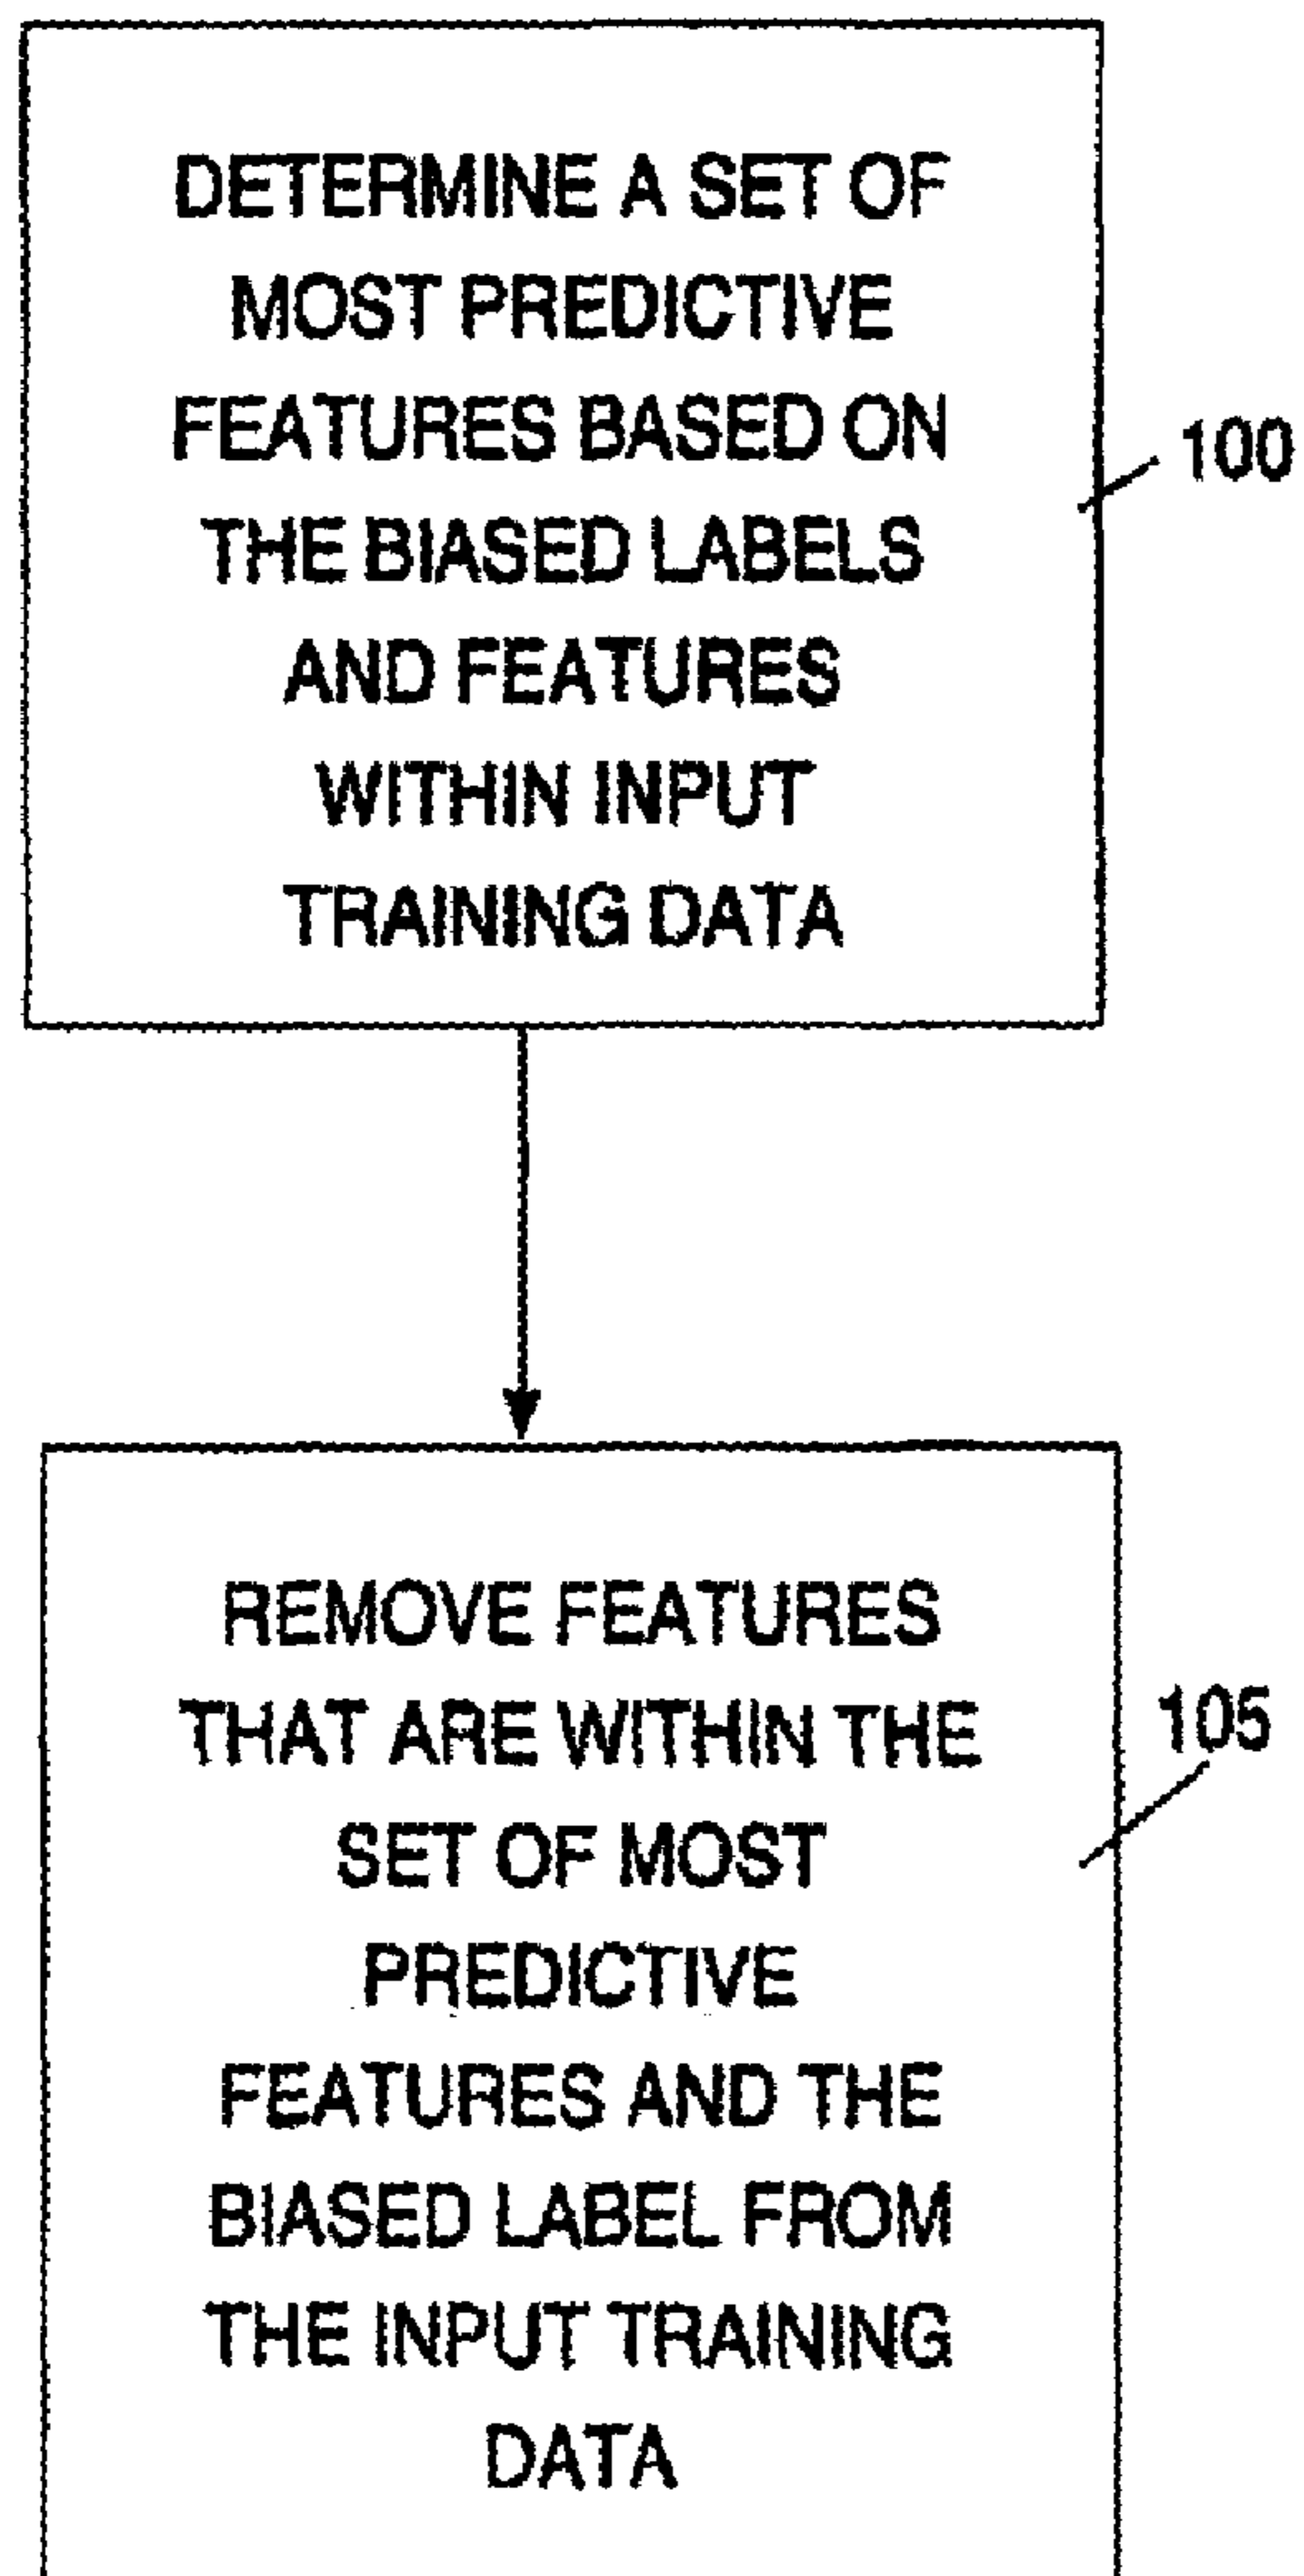 DETERMINE A SET OF
MOST PREDICTIVE
FEATURES BASED ON
THE BIASED LABELS
AND FEATURES
WITHIN INPUT
TRAINING DATA
100
REMOVE FEATURES
THAT ARE WITHIN THE
SET OF MOST
PREDICTIVE
FEATURES AND THE
BIASED LABEL FROM
THE INPUT TRAINING
DATA
105